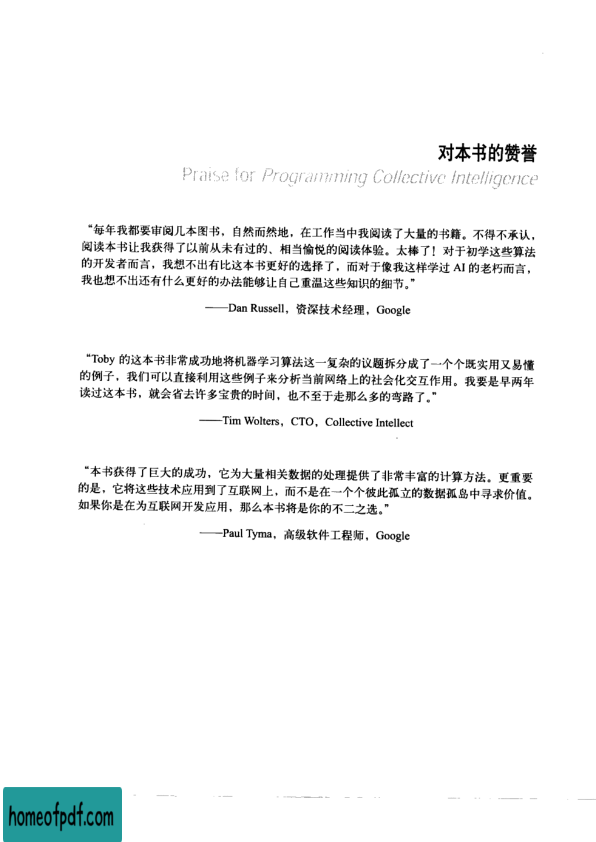 对本书的赞誉
Praise for Programming Collective Intelligence
“每年我都要审阅几本图书，自然而然地，在工作当中我阅读了大量的书籍。不得不承认，
阅读本书让我获得了以前从未有过的、相当愉悦的阅读体验。太棒了！对于初学这些算法
的开发者而言，我想不出有比这本书更好的选择了，而对于像我这样学过 AI 的老朽而言，
我也想不出还有什么更好的办法能够让自己重温这些知识的细节。”
——Dan Russell，资深技术经理，Google
“Toby 的这本书非常成功地将机器学习算法这一复杂的议题拆分成了一个个既实用又易懂
的例子，我们可以直接利用这些例子来分析当前网络上的社会化交互作用。我要是早两年
读过这本书，就会省去许多宝贵的时间，也不至于走那么多的弯路了。”
——Tim Wolters，CTO，Collective Intellect
“本书获得了巨大的成功，它为大量相关数据的处理提供了非常丰富的计算方法。更重要
的是，它将这些技术应用到了互联网上，而不是在一个个彼此孤立的数据孤岛中寻求价值。
如果你是在为互联网开发应用，那么本书将是你的不二之选。”
——Paul Tyma，高级软件工程师，Google
homeofpdf.com